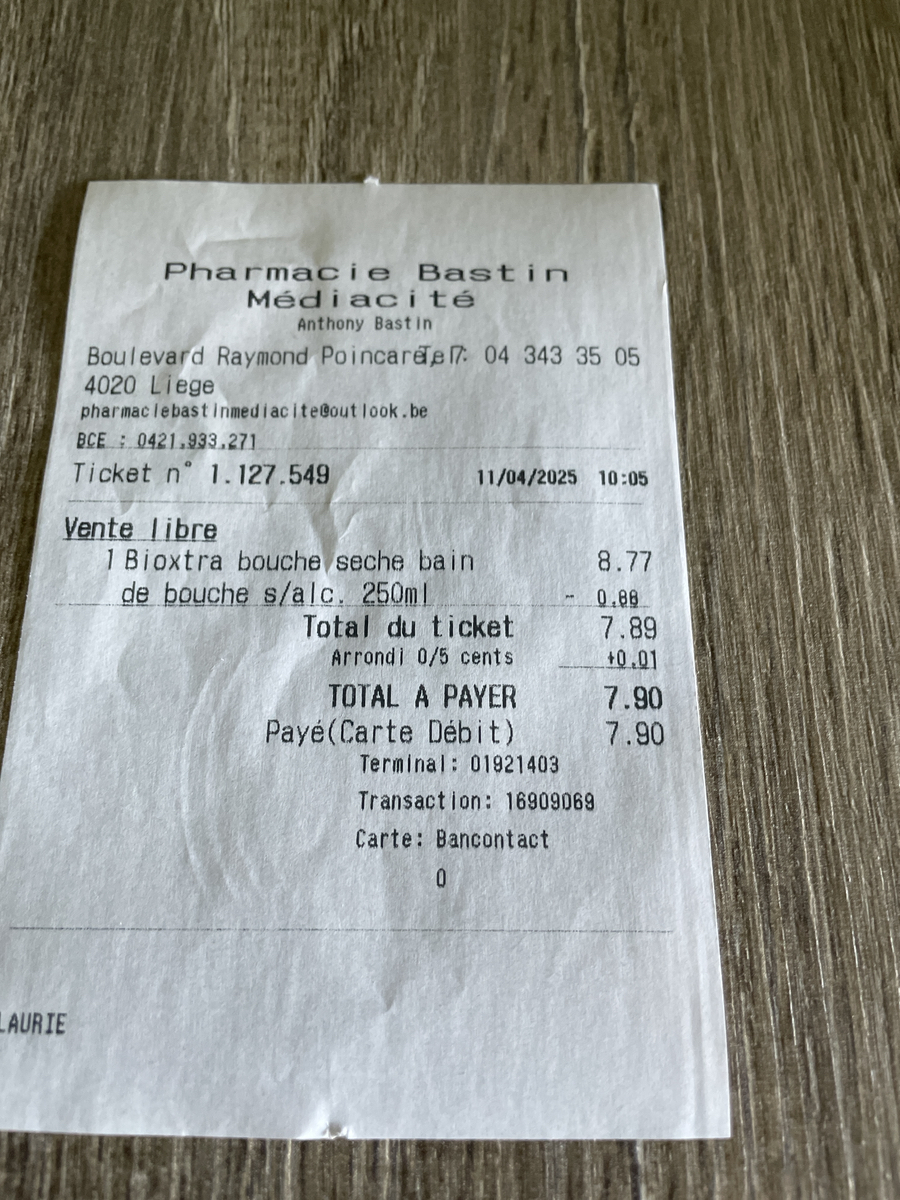 Pharmacie Bastin
Médiacité
Anthony Bastin
Boulevard Raymond Poincaré, 7 Tel: 04 343 35 05
4020 Liege
pharmaciebastinmediacite@outlook.be
BCE : 0421.933.271
Ticket n° 1.127.549 11/04/2025 10:05
Vente libre
1 Bioxtra bouche seche bain 8.77
de bouche s/alc. 250ml - 0.88
Total du ticket 7.89
Arrondi 0/5 cents +0.01
TOTAL A PAYER 7.90
Payé(Carte Débit) 7.90
Terminal: 01921403
Transaction: 16909069
Carte: Bancontact
0
LAURIE